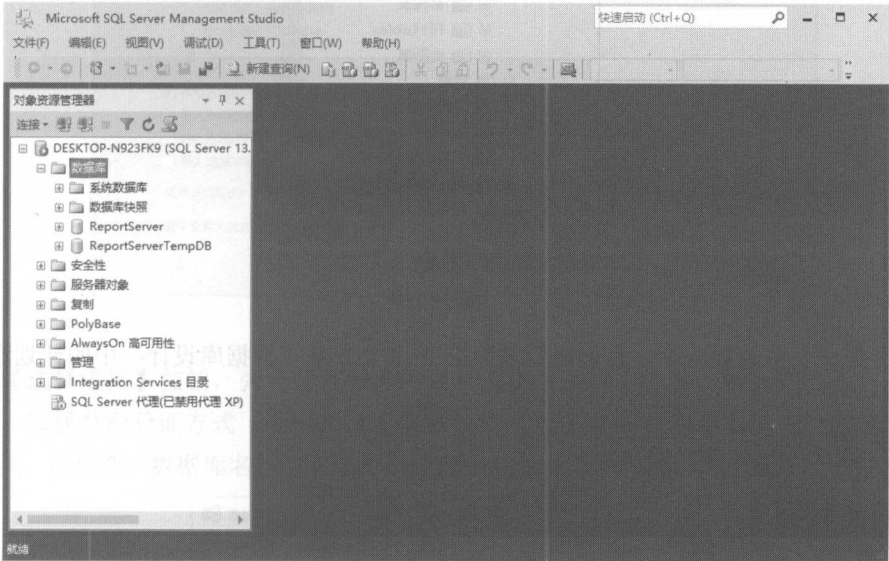 Microsoft SQL Server Management Studio
快速启动 (Ctrl+Q)
文件(F) 编辑(E) 视图(V) 调试(D) 工具(T) 窗口(W) 帮助(H)
新建查询(N)
对象资源管理器
连接
DESKTOP-N923FK9 (SQL Server 13.
数据库
系统数据库
数据库快照
ReportServer
ReportServerTempDB
安全性
服务器对象
复制
PolyBase
AlwaysOn 高可用性
管理
Integration Services 目录
SQL Server 代理(已禁用代理 XP)
就绪